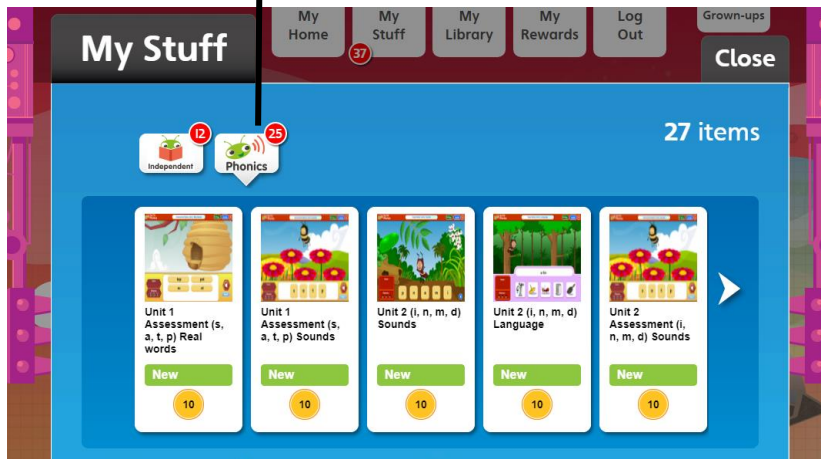 My Home
My Stuff
My Library
My Rewards
Log Out
Grown-ups
37
My Stuff
Close
12
25
Independent
Phonics
27 items
Unit 1
Assessment (s,
a, t, p) Real
words
New
10
Unit 1
Assessment (s,
a, t, p) Sounds
New
10
Unit 2 (i, n, m, d)
Sounds
New
10
Unit 2 (i, n, m, d)
Language
New
10
Unit 2
Assessment (i,
n, m, d) Sounds
New
10